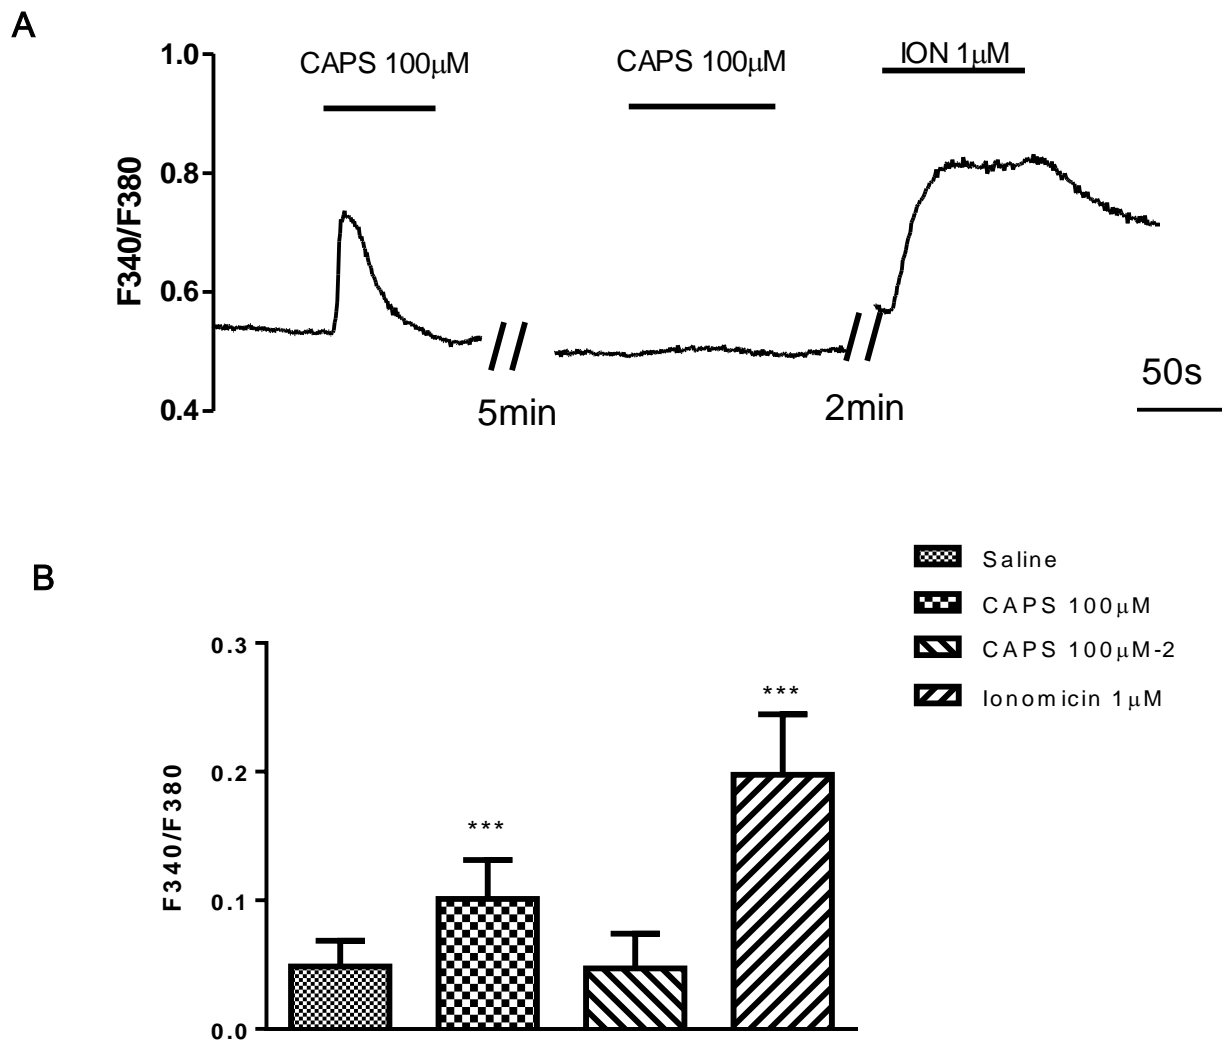 A
CAPS 100μM
CAPS 100μM
ION 1μM
1.0
0.8
0.6
0.4
F340/F380
5min
2min
50s
B
Saline
CAPS 100μM
CAPS 100μM-2
Ionomicin 1μM
0.3
0.2
0.1
0.0
F340/F380
***
***